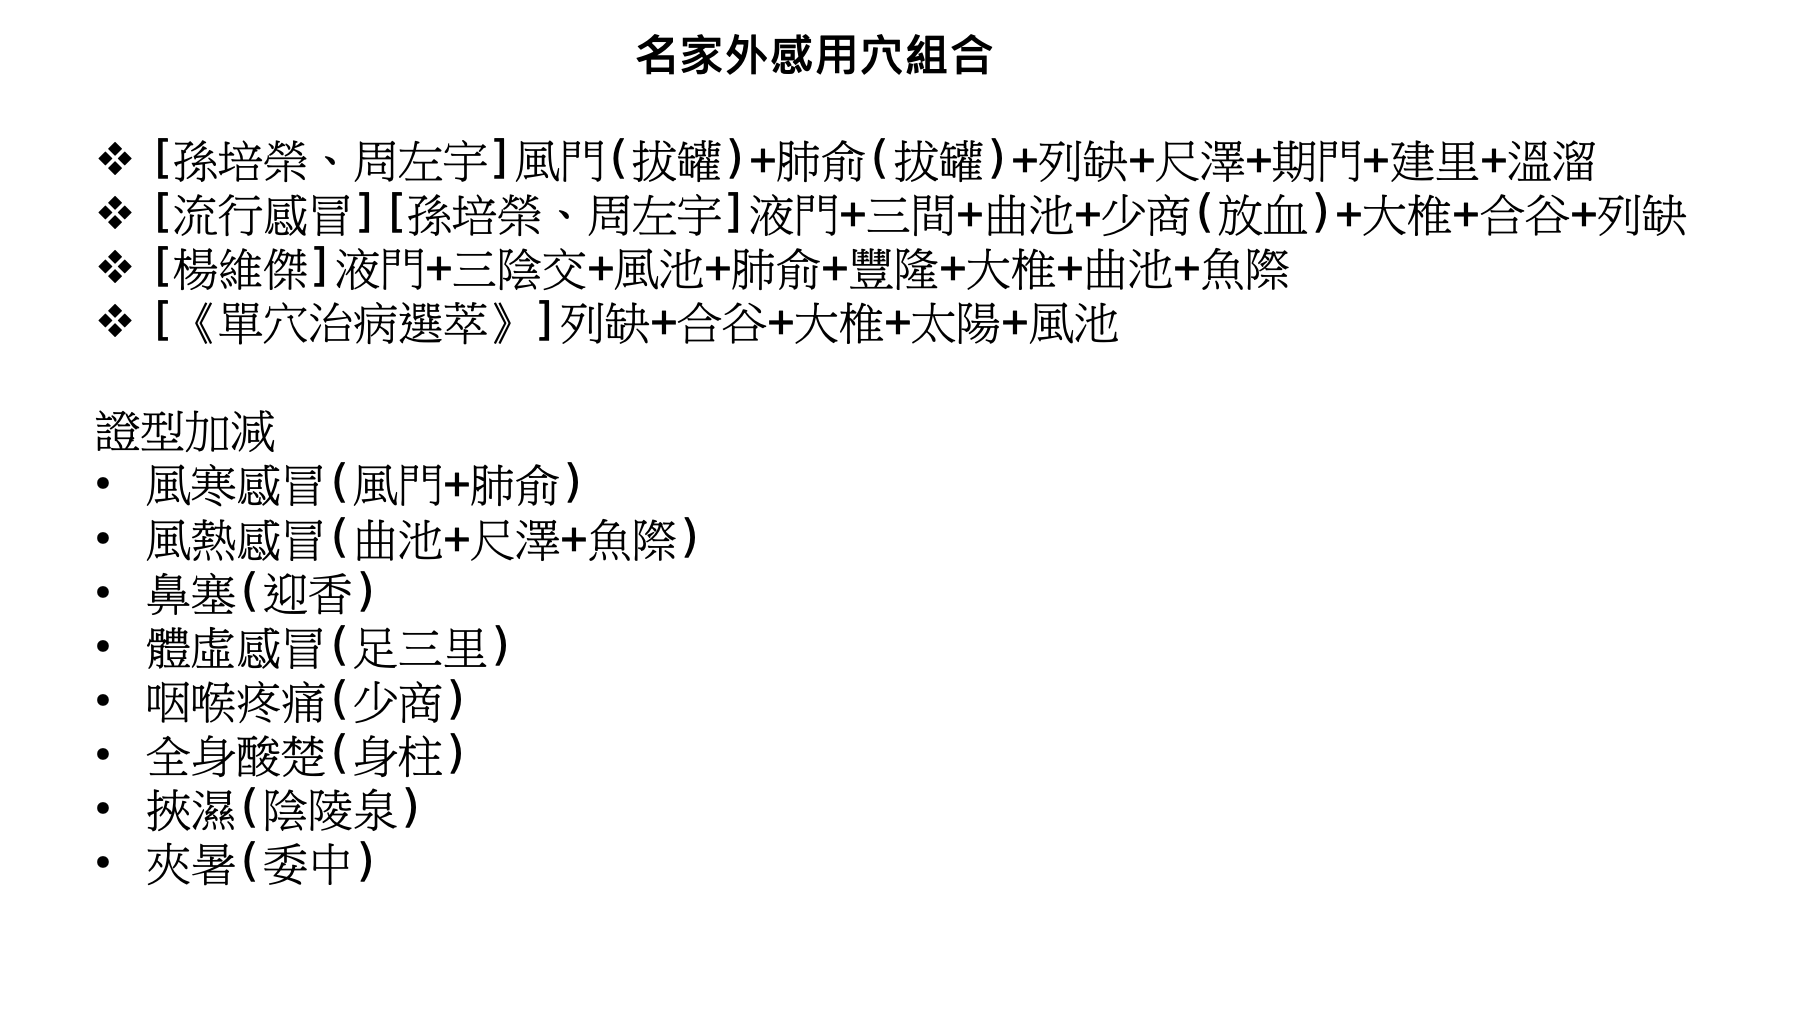 名家外感用穴組合
❖ [孫培榮、周左宇]風門(拔罐)+肺俞(拔罐)+列缺+尺澤+期門+建里+溫溜
❖ [流行感冒][孫培榮、周左宇]液門+三間+曲池+少商(放血)+大椎+合谷+列缺
❖ [楊維傑]液門+三陰交+風池+肺俞+豐隆+大椎+曲池+魚際
❖ [《單穴治病選萃》]列缺+合谷+大椎+太陽+風池
證型加減
• 風寒感冒(風門+肺俞)
• 風熱感冒(曲池+尺澤+魚際)
• 鼻塞(迎香)
• 體虛感冒(足三里)
• 咽喉疼痛(少商)
• 全身酸楚(身柱)
• 挾濕(陰陵泉)
• 夾暑(委中)